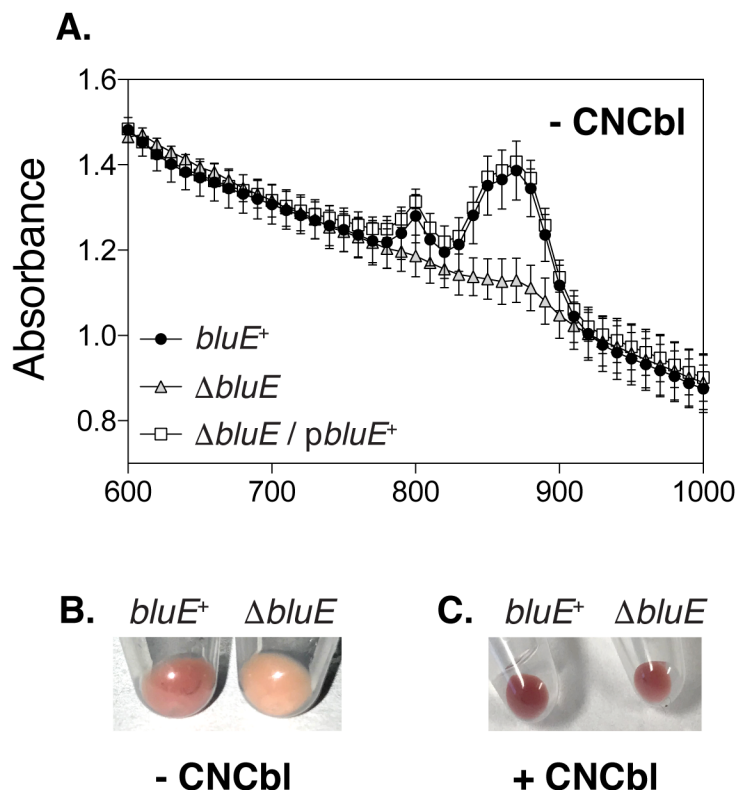 A.
- CNCbl
Absorbance
1.6
1.4
1.2
1.0
0.8
bluE+
ΔbluE
ΔbluE / pbluE+
600 700 800 900 1000
B. bluE+ ΔbluE
- CNCbl
C. bluE+ ΔbluE
+ CNCbl